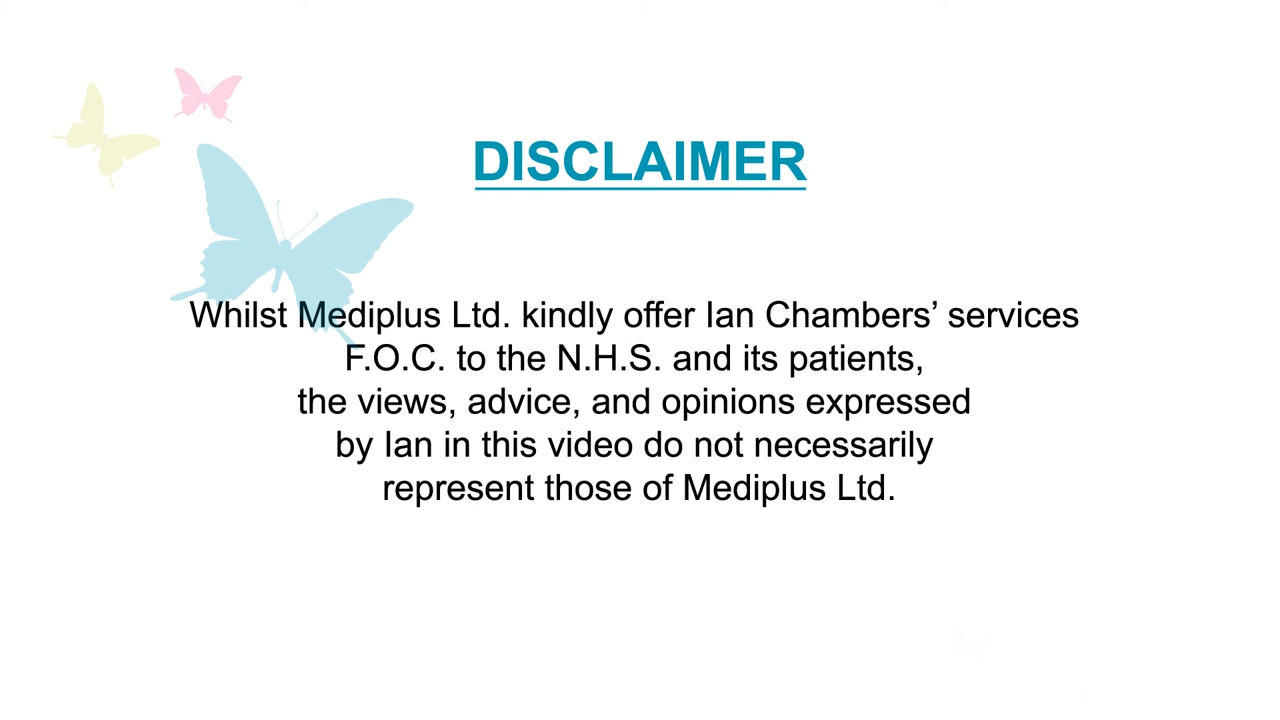 DISCLAIMER
Whilst Mediplus Ltd. kindly offer Ian Chambers’ services
F.O.C. to the N.H.S. and its patients,
the views, advice, and opinions expressed
by Ian in this video do not necessarily
represent those of Mediplus Ltd.